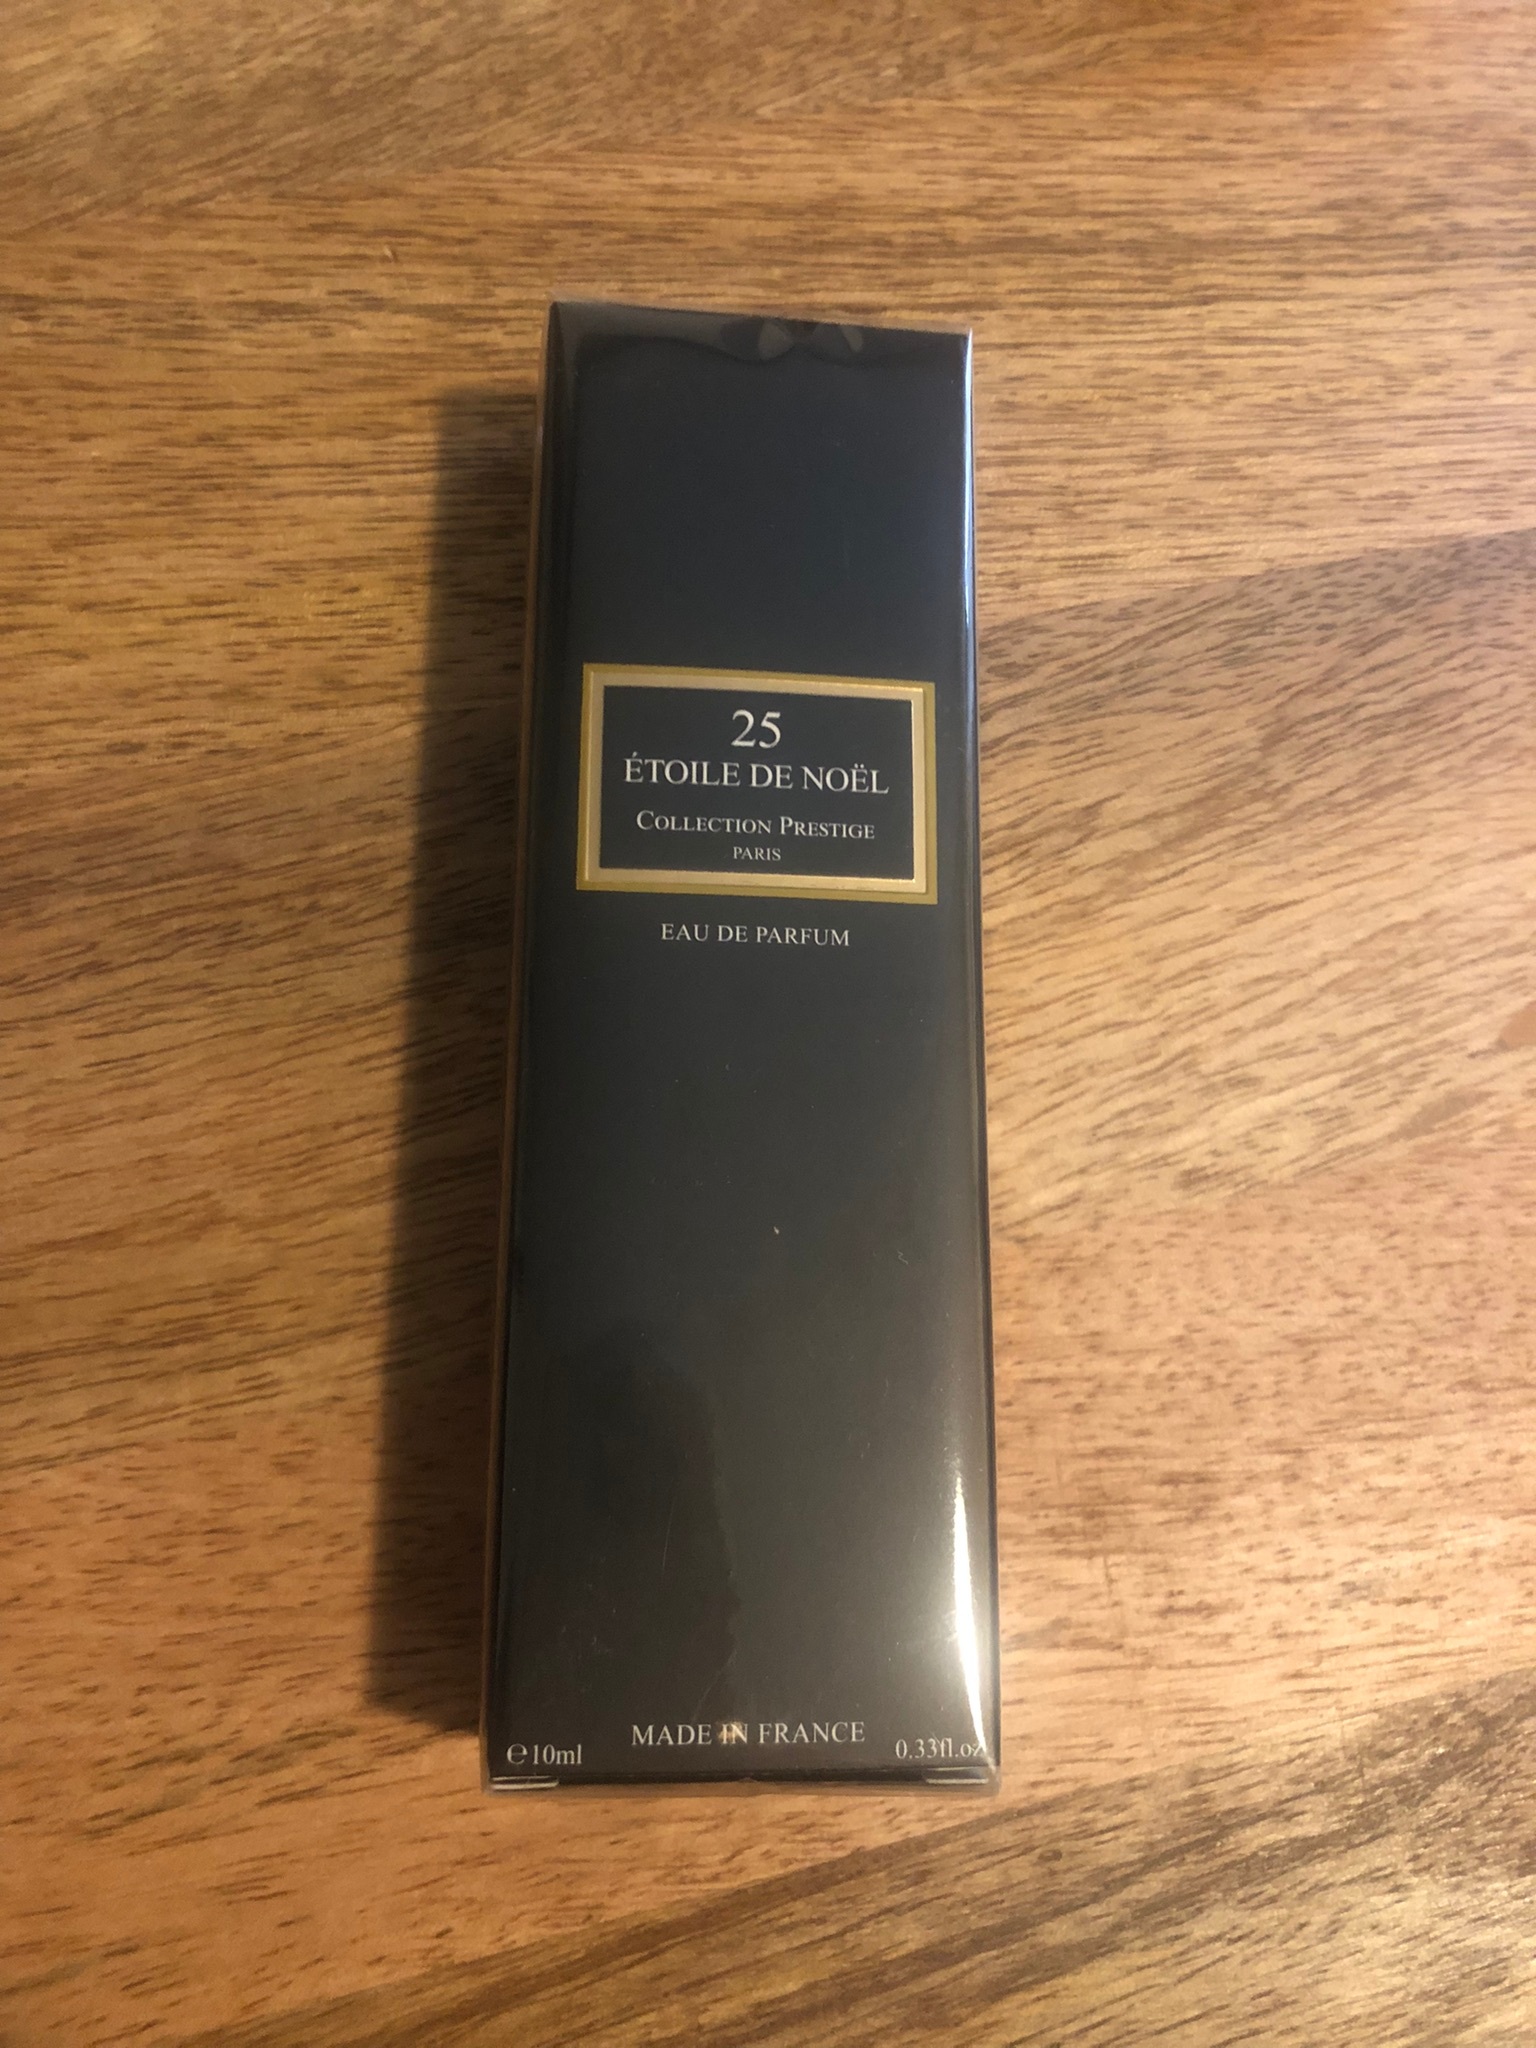 25
ÉTOILE DE NOËL
COLLECTION PRESTIGE
PARIS
EAU DE PARFUM
MADE IN FRANCE
℮10ml 0.33fl.oz